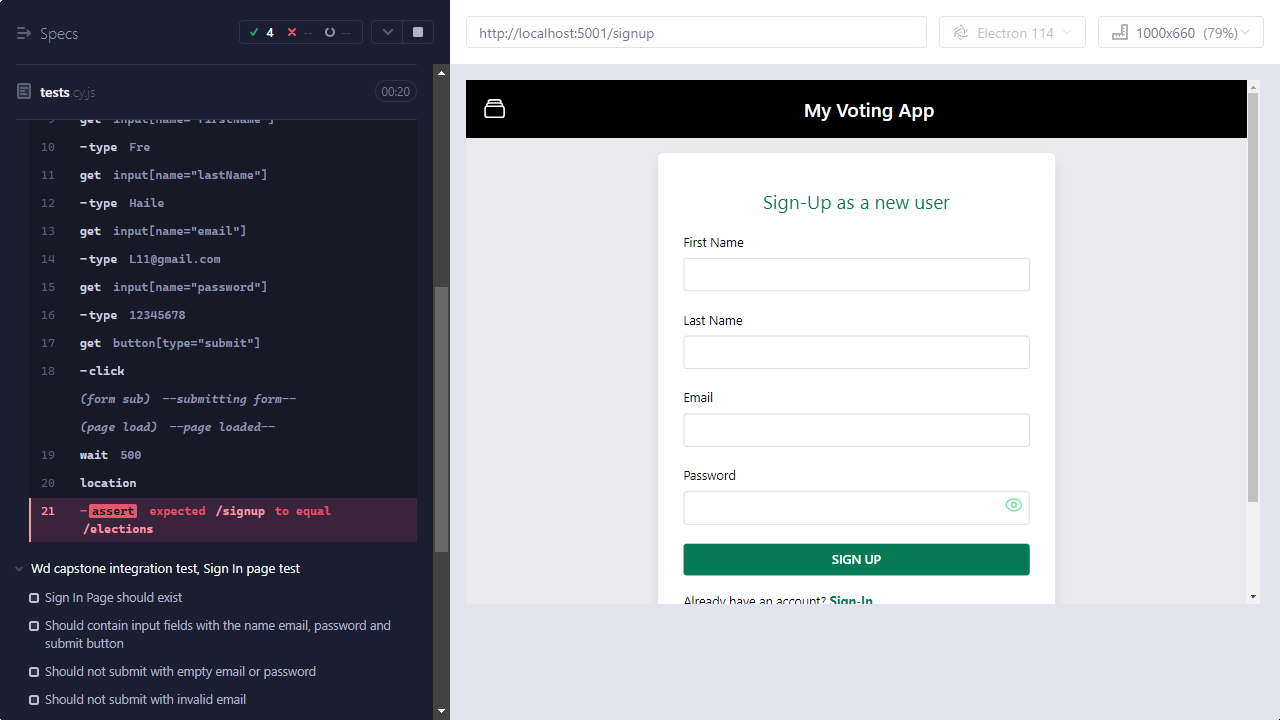 Specs
4
--
--
tests.cy.js
00:20
9 get input[name="firstName"]
10 -type Fre
11 get input[name="lastName"]
12 -type Haile
13 get input[name="email"]
14 -type L11@gmail.com
15 get input[name="password"]
16 -type 12345678
17 get button[type="submit"]
18 -click
(form sub) --submitting form--
(page load) --page loaded--
19 wait 500
20 location
21 -assert expected /signup to equal
/elections
Wd capstone integration test, Sign In page test
Sign In Page should exist
Should contain input fields with the name email, password and
submit button
Should not submit with empty email or password
Should not submit with invalid email
http://localhost:5001/signup
Electron 114
1000x660 (79%)
My Voting App
Sign-Up as a new user
First Name
Last Name
Email
Password
SIGN UP
Already have an account? Sign-In